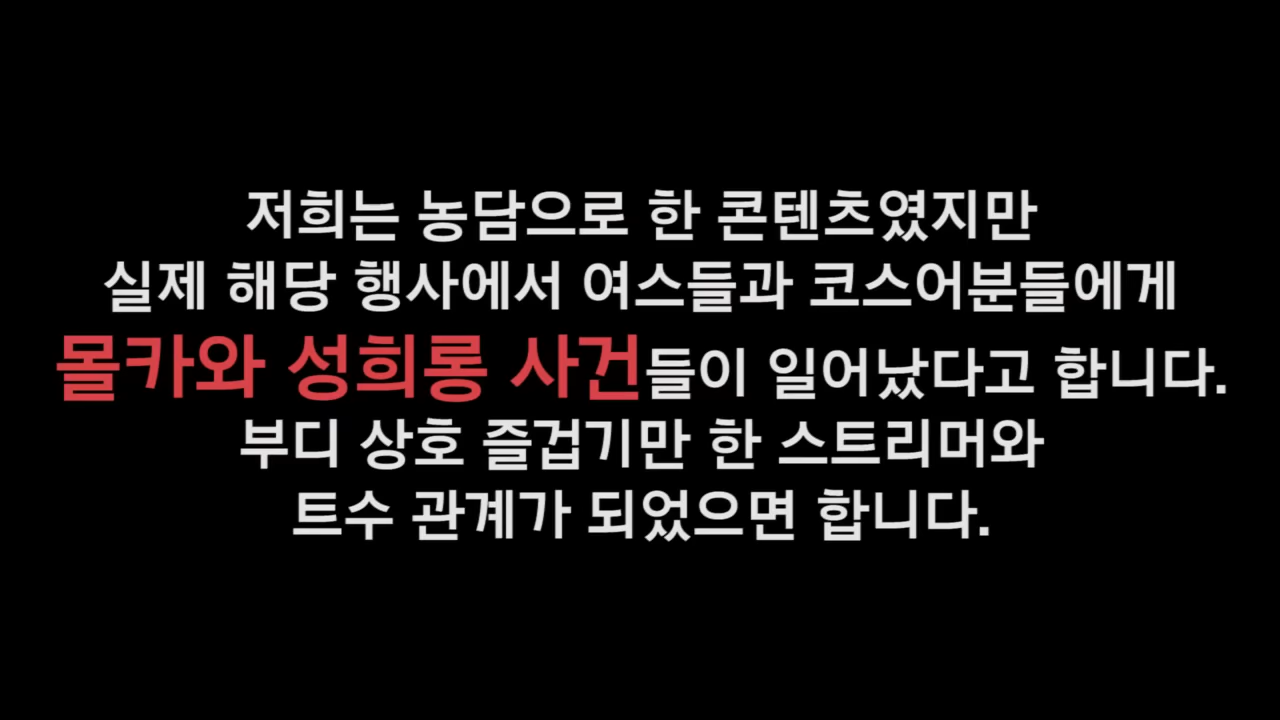 저희는 농담으로 한 콘텐츠였지만
실제 해당 행사에서 여스들과 코스어분들에게
몰카와 성희롱 사건들이 일어났다고 합니다.
부디 상호 즐겁기만 한 스트리머와
트수 관계가 되었으면 합니다.